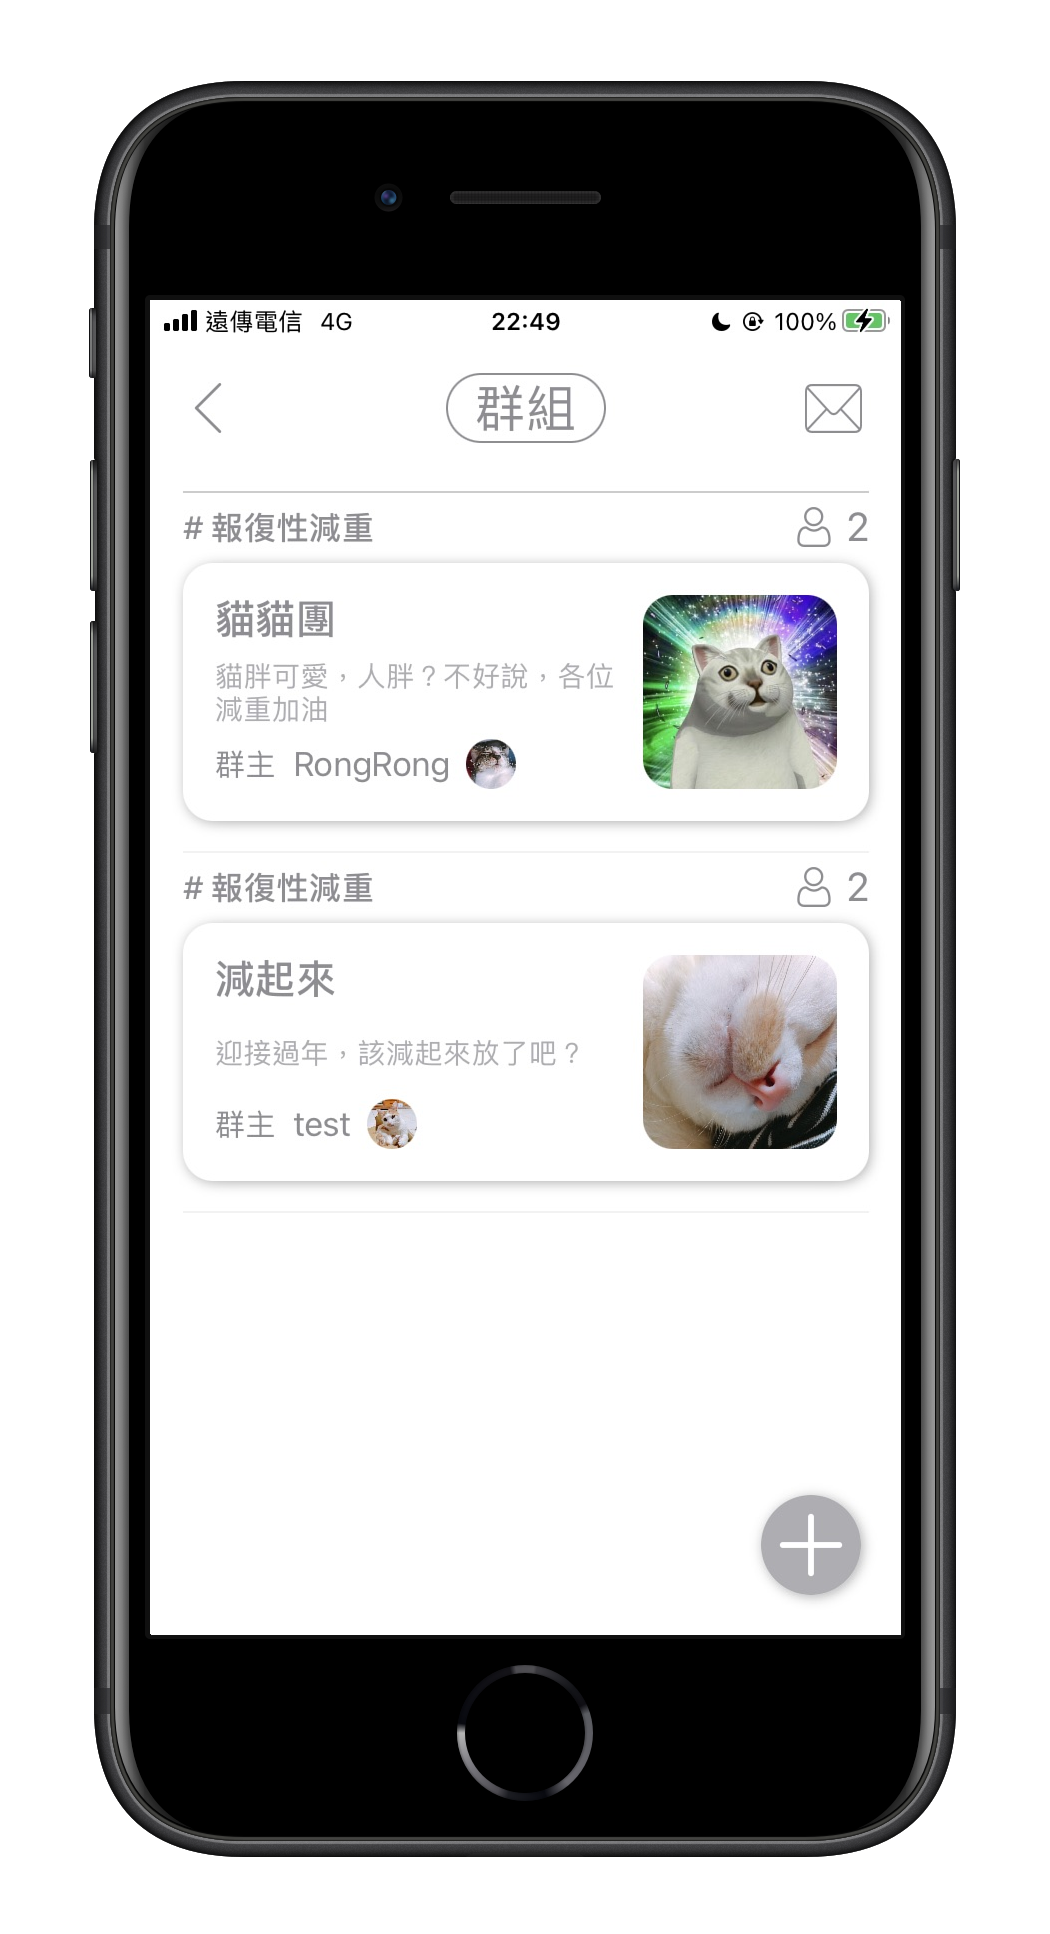 遠傳電信 4G 22:49 100%
群組
# 報復性減重 2
貓貓團
貓胖可愛，人胖？不好說，各位
減重加油
群主 RongRong
# 報復性減重 2
減起來
迎接過年，該減起來放了吧？
群主 test